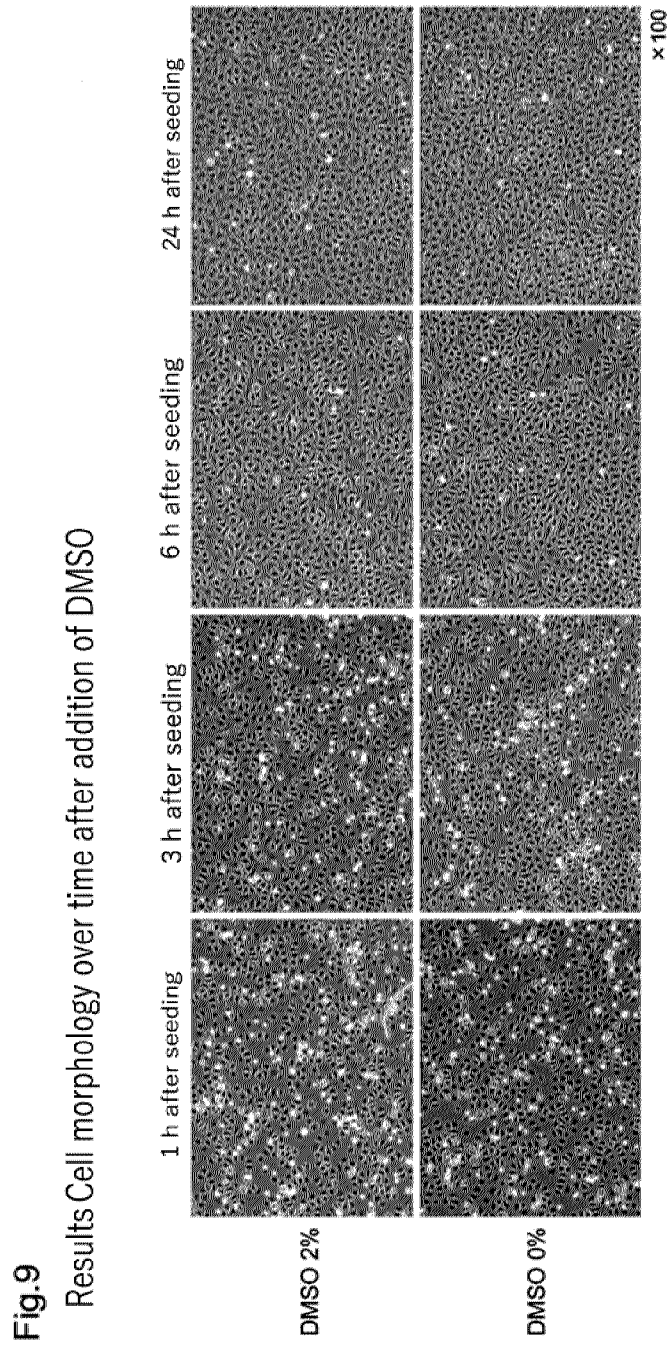 Fig.9
Results Cell morphology over time after addition of DMSO
1 h after seeding
3 h after seeding
6 h after seeding
24 h after seeding
DMSO 2%
DMSO 0%
×100